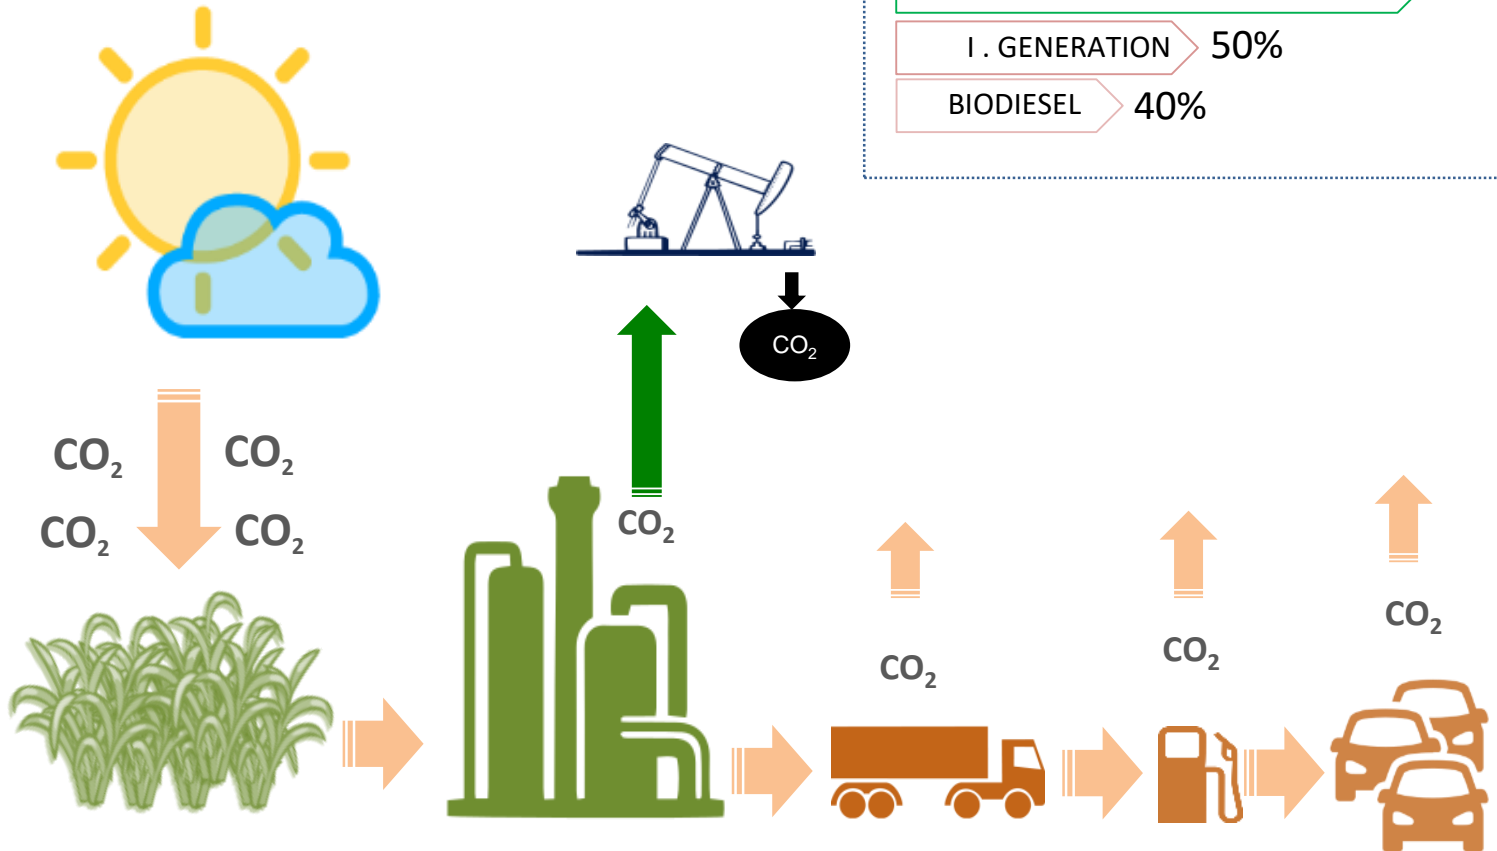 I . GENERATION 50%
BIODIESEL 40%
CO₂
CO₂ CO₂
CO₂ CO₂
CO₂
CO₂
CO₂
CO₂